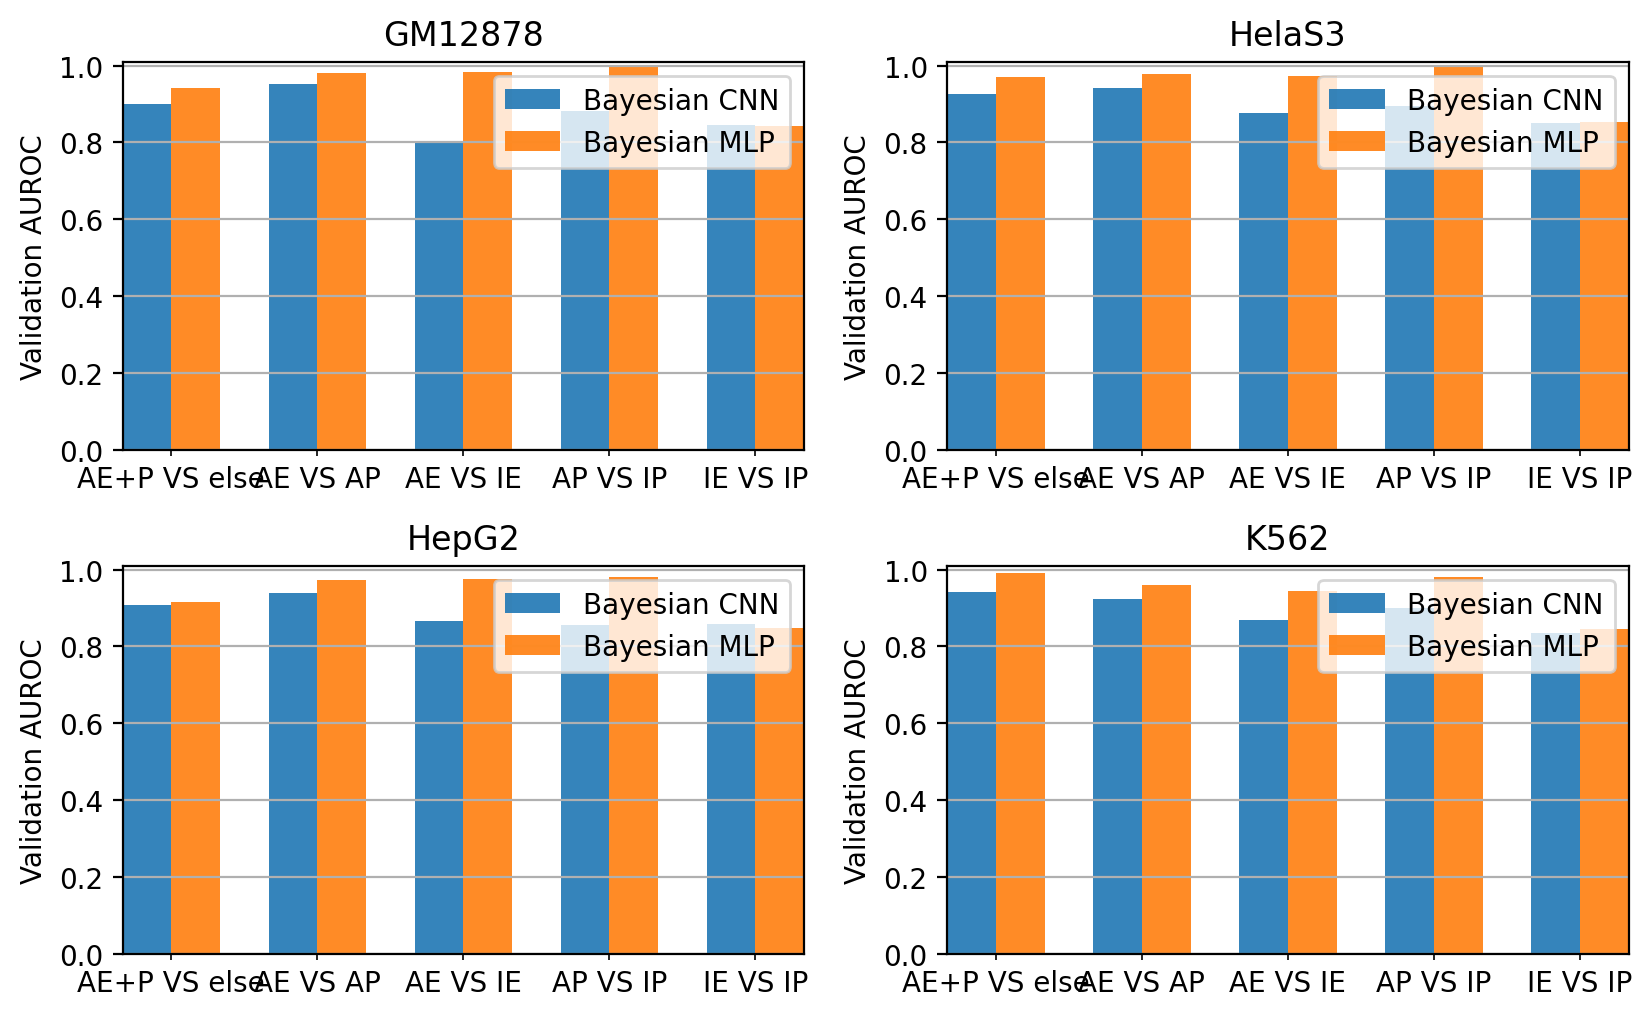 GM12878
Validation AUROC
1.0
0.8
0.6
0.4
0.2
0.0
Bayesian CNN
Bayesian MLP
AE+P VS else AE VS AP AE VS IE AP VS IP IE VS IP
HelaS3
Validation AUROC
1.0
0.8
0.6
0.4
0.2
0.0
Bayesian CNN
Bayesian MLP
AE+P VS else AE VS AP AE VS IE AP VS IP IE VS IP
HepG2
Validation AUROC
1.0
0.8
0.6
0.4
0.2
0.0
Bayesian CNN
Bayesian MLP
AE+P VS else AE VS AP AE VS IE AP VS IP IE VS IP
K562
Validation AUROC
1.0
0.8
0.6
0.4
0.2
0.0
Bayesian CNN
Bayesian MLP
AE+P VS else AE VS AP AE VS IE AP VS IP IE VS IP